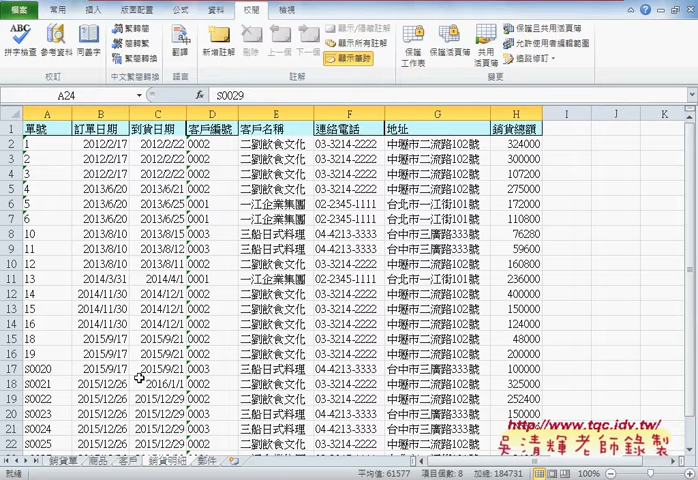 檔案 常用 插入 版面配置 公式 資料 校閱 檢視
ABC 拼字檢查 參考資料 同義字 繁轉簡 簡轉繁 繁簡轉換 翻譯 新增註解 刪除 上一個 下一個 顯示/隱藏註解 顯示所有註解 顯示筆跡 保護工作表 保護活頁簿 共用活頁簿 保護且共用活頁簿 允許使用者編輯範圍 追蹤修訂
校訂 中文繁簡轉換 語言 註解 變更
A24 fx S0029
A B C D E F G H I J K
1 單號 訂單日期 到貨日期 客戶編號 客戶名稱 連絡電話 地址 銷貨總額
2 1 2012/2/17 2012/2/22 0002 二劉飲食文化 03-3214-2222 中壢市二流路102號 324000
3 2 2012/2/17 2012/2/22 0002 二劉飲食文化 03-3214-2222 中壢市二流路102號 300000
4 3 2012/2/17 2012/2/22 0002 二劉飲食文化 03-3214-2222 中壢市二流路102號 107200
5 4 2013/6/20 2013/6/21 0002 二劉飲食文化 03-3214-2222 中壢市二流路102號 275000
6 5 2013/6/20 2013/6/25 0001 一江企業集團 02-2345-1111 台北市一江街101號 172000
7 6 2013/6/20 2013/6/25 0001 一江企業集團 02-2345-1111 台北市一江街101號 110800
8 10 2013/8/10 2013/8/15 0003 三船日式料理 04-4213-3333 台中市三廣路333號 76280
9 11 2013/8/10 2013/8/12 0003 三船日式料理 04-4213-3333 台中市三廣路333號 59600
10 12 2013/8/10 2013/8/11 0002 二劉飲食文化 03-3214-2222 中壢市二流路102號 160800
11 13 2014/3/31 2014/4/1 0001 一江企業集團 02-2345-1111 台北市一江街101號 236000
12 14 2014/11/30 2014/12/1 0002 二劉飲食文化 03-3214-2222 中壢市二流路102號 400000
13 15 2014/11/30 2014/12/1 0002 二劉飲食文化 03-3214-2222 中壢市二流路102號 150000
14 16 2014/11/30 2014/12/1 0002 二劉飲食文化 03-3214-2222 中壢市二流路102號 124000
15 18 2015/9/17 2015/9/21 0002 二劉飲食文化 03-3214-2222 中壢市二流路102號 48000
16 19 2015/9/17 2015/9/21 0002 二劉飲食文化 03-3214-2222 中壢市二流路102號 200000
17 S0020 2015/9/17 2015/9/21 0003 三船日式料理 04-4213-3333 台中市三廣路333號 369000
18 S0021 2015/12/26 2016/1/1 0002 二劉飲食文化 03-3214-2222 中壢市二流路102號 325000
19 S0022 2015/12/26 2015/12/29 0002 二劉飲食文化 03-3214-2222 中壢市二流路102號 252400
20 S0023 2015/12/26 2015/12/29 0003 三船日式料理 04-4213-3333 台中市三廣路333號 150000
21 S0024 2015/12/26 2015/12/29 0003 三船日式料理 04-4213-3333 台中市三廣路333號
22 S0025 2015/12/26 2015/12/29 0002 二劉飲食文化 03-3214-2222 中壢市二流路102號
http://www.tqc.idv.tw/
吳清輝老師錄製
銷貨單 商品 客戶 銷貨明細 郵件
就緒 平均值: 61577 項目個數: 8 加總: 184731 100%